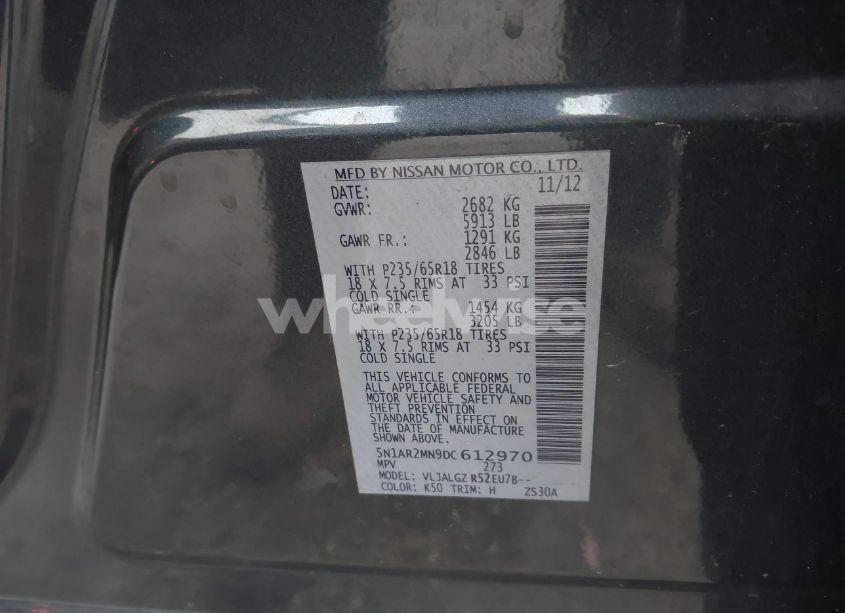 MFD BY NISSAN MOTOR CO., LTD.
DATE: 11/12
GVWR: 2682 KG
5913 LB
GAWR FR.: 1291 KG
2846 LB
WITH P235/65R18 TIRES
18 X 7.5 RIMS AT 33 PSI
COLD SINGLE
GAWR RR.: 1454 KG
3205 LB
WITH P235/65R18 TIRES
18 X 7.5 RIMS AT 33 PSI
COLD SINGLE
THIS VEHICLE CONFORMS TO
ALL APPLICABLE FEDERAL
MOTOR VEHICLE SAFETY AND
THEFT PREVENTION
STANDARDS IN EFFECT ON
THE DATE OF MANUFACTURE
SHOWN ABOVE.
5N1AR2MN9DC612970
MPV 273
MODEL: VLJALGZ R52EU7B--
COLOR: K50 TRIM: H ZS30A
wheelwise